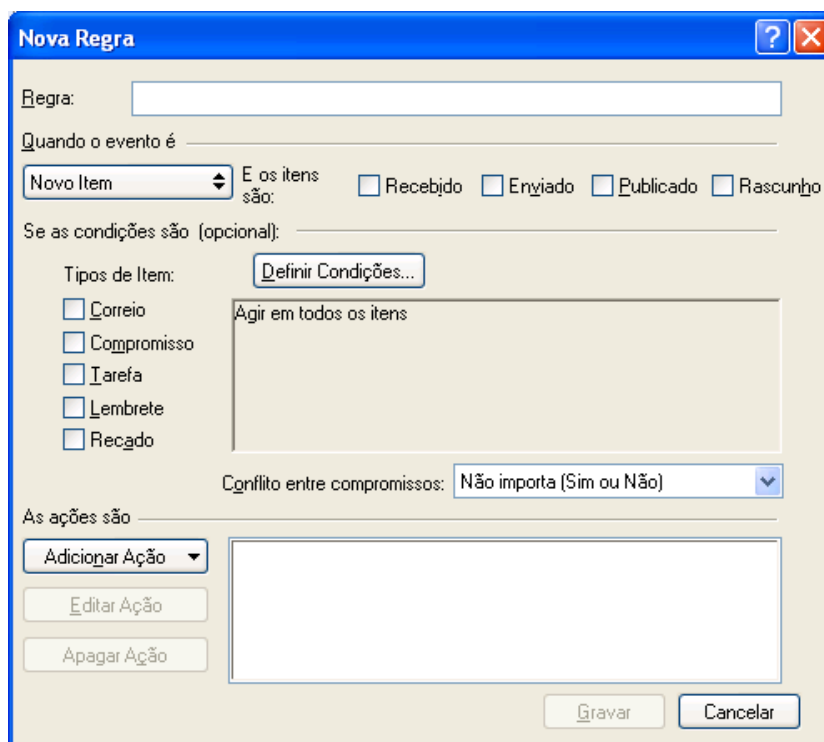 Nova Regra
Regra:
Quando o evento é
Novo Item
E os itens são:
Recebido
Enviado
Publicado
Rascunho
Se as condições são (opcional):
Tipos de Item:
Definir Condições...
Correio
Compromisso
Tarefa
Lembrete
Recado
Agir em todos os itens
Conflito entre compromissos:
Não importa (Sim ou Não)
As ações são
Adicionar Ação
Editar Ação
Apagar Ação
Gravar
Cancelar